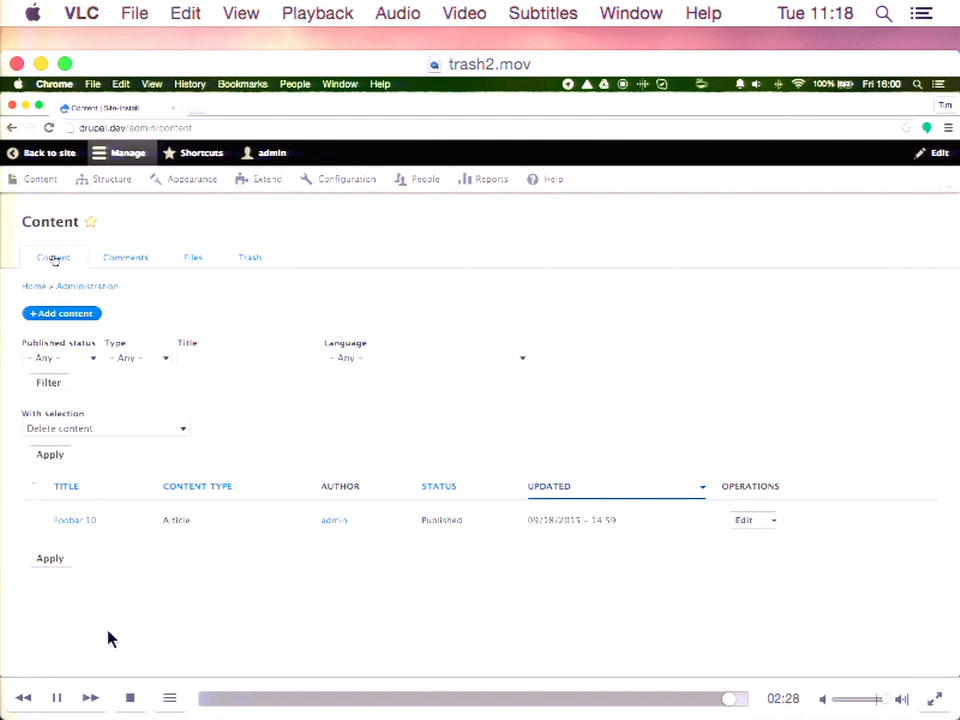 VLC File Edit View Playback Audio Video Subtitles Window Help Tue 11:18
trash2.mov
Chrome File Edit View History Bookmarks People Window Help 100% Fri 16:00
Content | Site-Install Tim
drupal.dev/admin/content
Back to site Manage Shortcuts admin Edit
Content Structure Appearance Extend Configuration People Reports Help
Content
Content Comments Files Trash
Home » Administration
+ Add content
Published status Type Title Language
- Any - - Any - - Any -
Filter
With selection
Delete content
Apply
TITLE CONTENT TYPE AUTHOR STATUS UPDATED OPERATIONS
Foobar 10 Article admin Published 09/18/2015 - 14:59 Edit
Apply
02:28